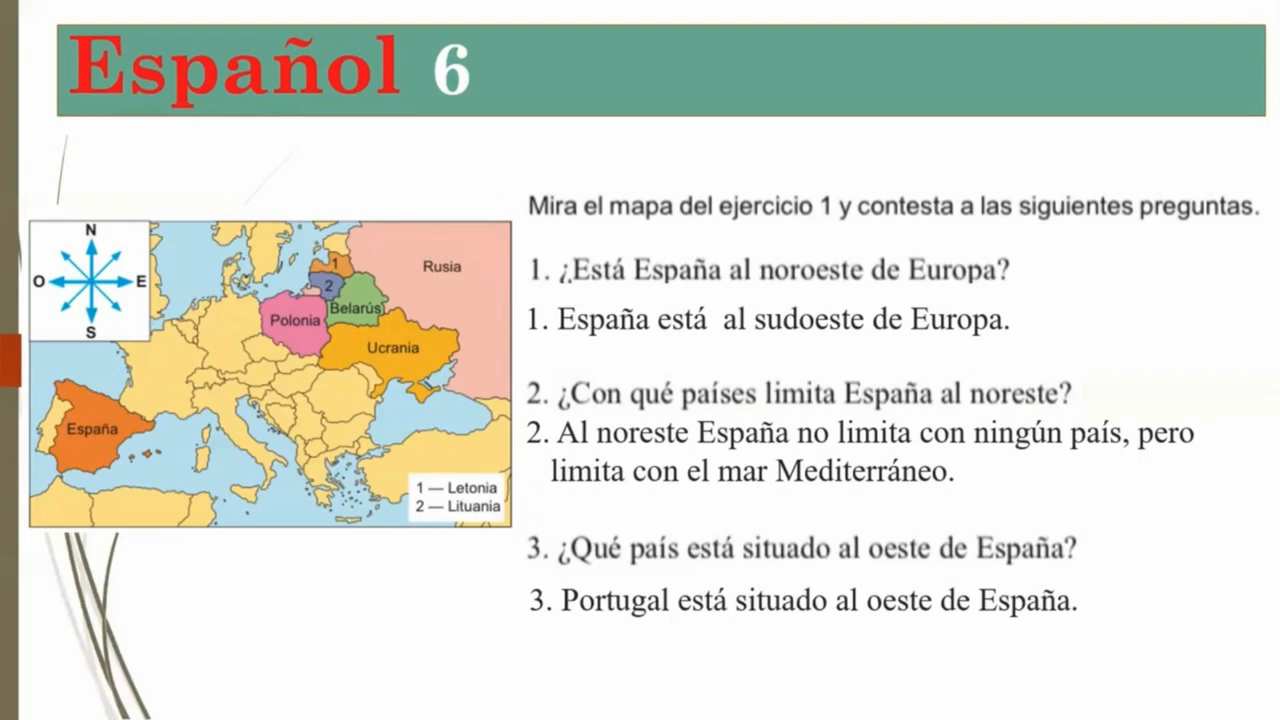 Español 6
Mira el mapa del ejercicio 1 y contesta a las siguientes preguntas.
1. ¿Está España al noroeste de Europa?
1. España está al sudoeste de Europa.
2. ¿Con qué países limita España al noreste?
2. Al noreste España no limita con ningún país, pero
limita con el mar Mediterráneo.
3. ¿Qué país está situado al oeste de España?
3. Portugal está situado al oeste de España.
N
O
E
S
Rusia
1
2
Belarús
Polonia
Ucrania
España
1 — Letonia
2 — Lituania